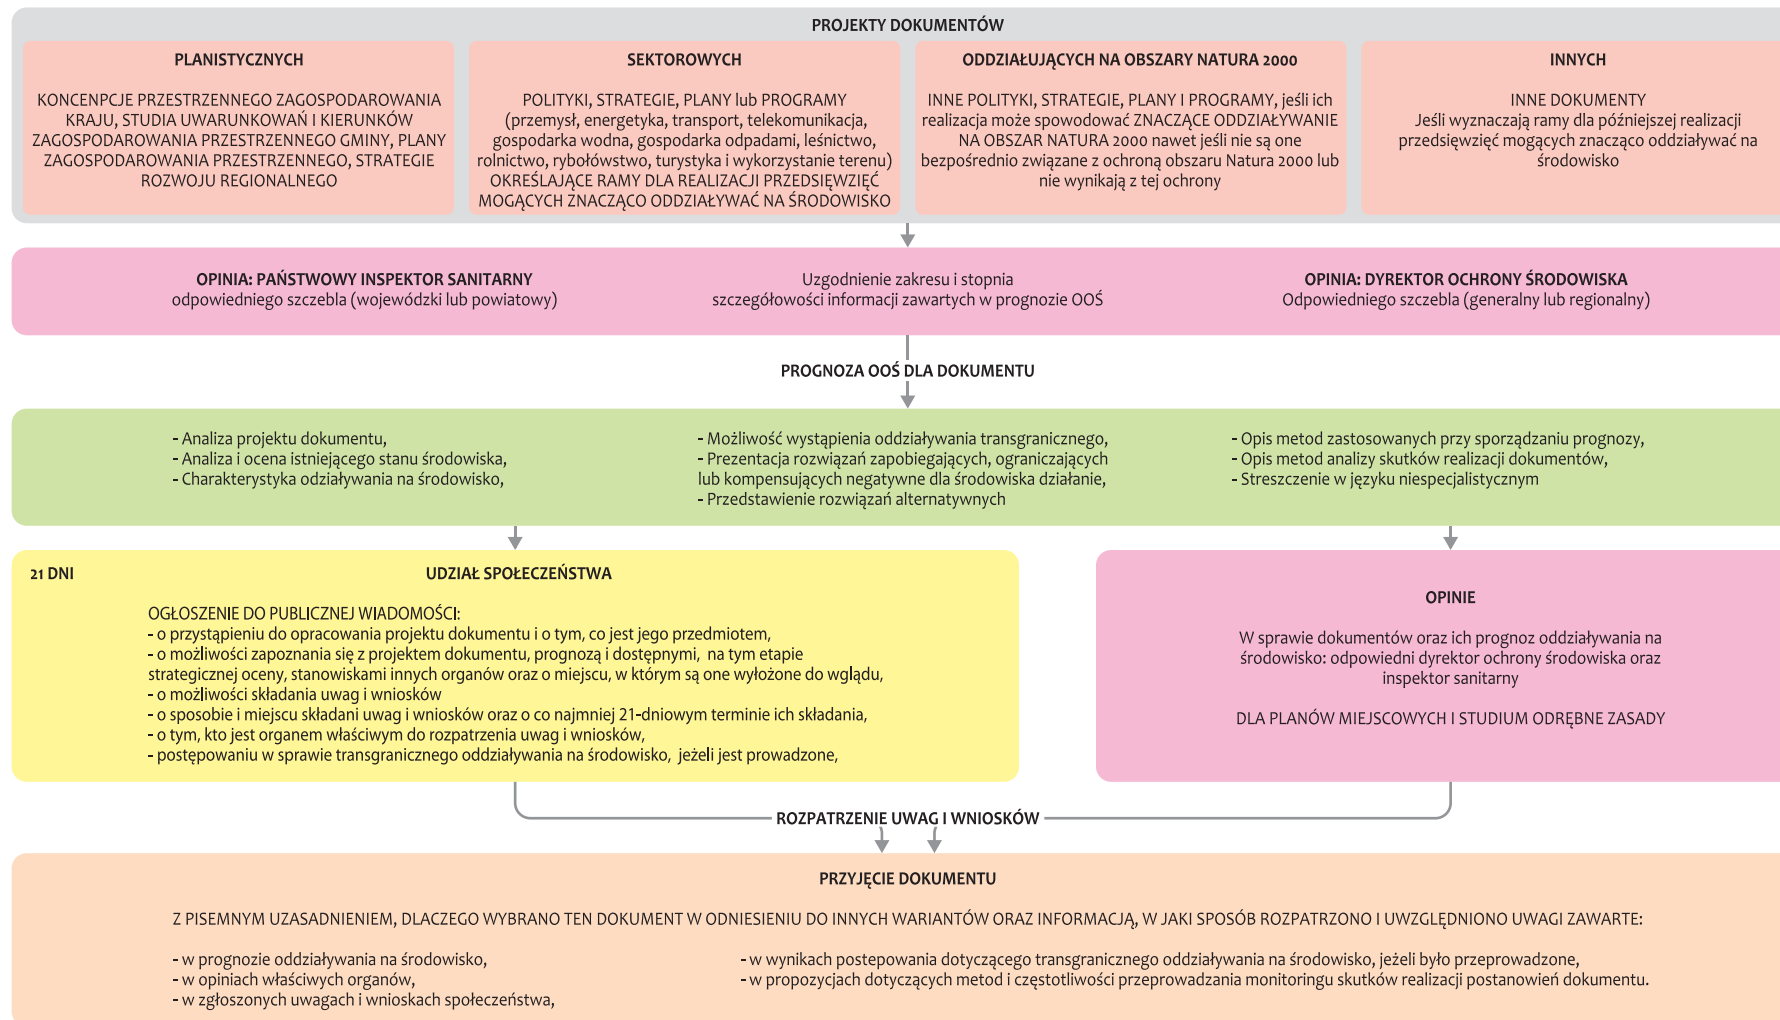 PROJEKTY DOKUMENTÓW
PLANISTYCZNYCH
KONCENPCJE PRZESTRZENNEGO ZAGOSPODAROWANIA
KRAJU, STUDIA UWARUNKOWAŃ I KIERUNKÓW
ZAGOSPODAROWANIA PRZESTRZENNEGO GMINY, PLANY
ZAGOSPODAROWANIA PRZESTRZENNEGO, STRATEGIE
ROZWOJU REGIONALNEGO
SEKTOROWYCH
POLITYKI, STRATEGIE, PLANY lub PROGRAMY
(przemysł, energetyka, transport, telekomunikacja,
gospodarka wodna, gospodarka odpadami, leśnictwo,
rolnictwo, rybołówstwo, turystyka i wykorzystanie terenu)
OKREŚLAJĄCE RAMY DLA REALIZACJI PRZEDSIĘWZIĘĆ
MOGĄCYCH ZNACZĄCO ODDZIAŁYWAĆ NA ŚRODOWISKO
ODDZIAŁUJĄCYCH NA OBSZARY NATURA 2000
INNE POLITYKI, STRATEGIE, PLANY I PROGRAMY, jeśli ich
realizacja może spowodować ZNACZĄCE ODDZIAŁYWANIE
NA OBSZAR NATURA 2000 nawet jeśli nie są one
bezpośrednio związane z ochroną obszaru Natura 2000 lub
nie wynikają z tej ochrony
INNYCH
INNE DOKUMENTY
Jeśli wyznaczają ramy dla późniejszej realizacji
przedsięwzięć mogących znacząco oddziaływać na
środowisko
OPINIA: PAŃSTWOWY INSPEKTOR SANITARNY
odpowiedniego szczebla (wojewódzki lub powiatowy)
Uzgodnienie zakresu i stopnia
szczegółowości informacji zawartych w prognozie OOŚ
OPINIA: DYREKTOR OCHRONY ŚRODOWISKA
Odpowiedniego szczebla (generalny lub regionalny)
PROGNOZA OOŚ DLA DOKUMENTU
- Analiza projektu dokumentu,
- Analiza i ocena istniejącego stanu środowiska,
- Charakterystyka odziaływania na środowisko,
- Możliwość wystąpienia oddziaływania transgranicznego,
- Prezentacja rozwiązań zapobiegających, ograniczających
lub kompensujących negatywne dla środowiska działanie,
- Przedstawienie rozwiązań alternatywnych
- Opis metod zastosowanych przy sporządzaniu prognozy,
- Opis metod analizy skutków realizacji dokumentów,
- Streszczenie w języku niespecjalistycznym
21 DNI
UDZIAŁ SPOŁECZEŃSTWA
OGŁOSZENIE DO PUBLICZNEJ WIADOMOŚCI:
- o przystąpieniu do opracowania projektu dokumentu i o tym, co jest jego przedmiotem,
- o możliwości zapoznania się z projektem dokumentu, prognozą i dostępnymi, na tym etapie
strategicznej oceny, stanowiskami innych organów oraz o miejscu, w którym są one wyłożone do wglądu,
- o możliwości składania uwag i wniosków
- o sposobie i miejscu składani uwag i wniosków oraz o co najmniej 21-dniowym terminie ich składania,
- o tym, kto jest organem właściwym do rozpatrzenia uwag i wniosków,
- postępowaniu w sprawie transgranicznego oddziaływania na środowisko, jeżeli jest prowadzone,
OPINIE
W sprawie dokumentów oraz ich prognoz oddziaływania na
środowisko: odpowiedni dyrektor ochrony środowiska oraz
inspektor sanitarny
DLA PLANÓW MIEJSCOWYCH I STUDIUM ODRĘBNE ZASADY
ROZPATRZENIE UWAG I WNIOSKÓW
PRZYJĘCIE DOKUMENTU
Z PISEMNYM UZASADNIENIEM, DLACZEGO WYBRANO TEN DOKUMENT W ODNIESIENIU DO INNYCH WARIANTÓW ORAZ INFORMACJĄ, W JAKI SPOSÓB ROZPATRZONO I UWZGLĘDNIONO UWAGI ZAWARTE:
- w prognozie oddziaływania na środowisko,
- w opiniach właściwych organów,
- w zgłoszonych uwagach i wnioskach społeczeństwa,
- w wynikach postepowania dotyczącego transgranicznego oddziaływania na środowisko, jeżeli było przeprowadzone,
- w propozycjach dotyczących metod i częstotliwości przeprowadzania monitoringu skutków realizacji postanowień dokumentu.